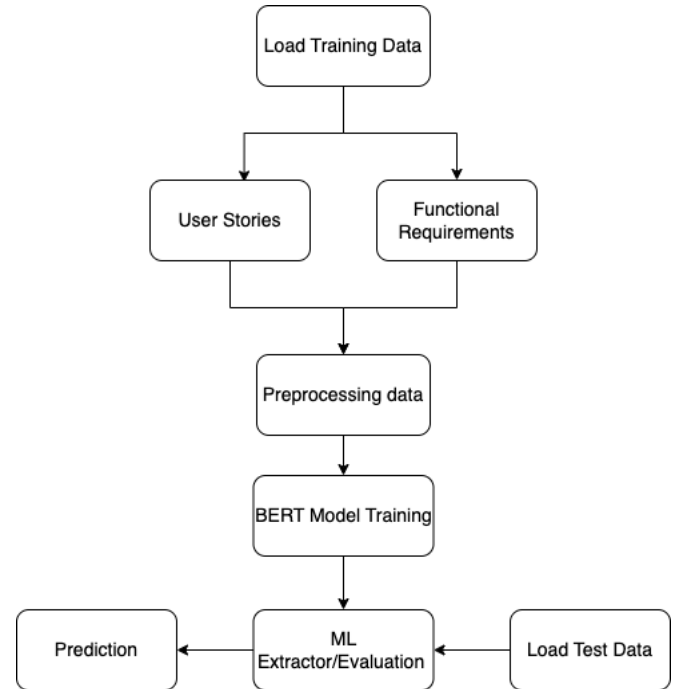 Load Training Data
User Stories
Functional
Requirements
Preprocessing data
BERT Model Training
Prediction
ML
Extractor/Evaluation
Load Test Data